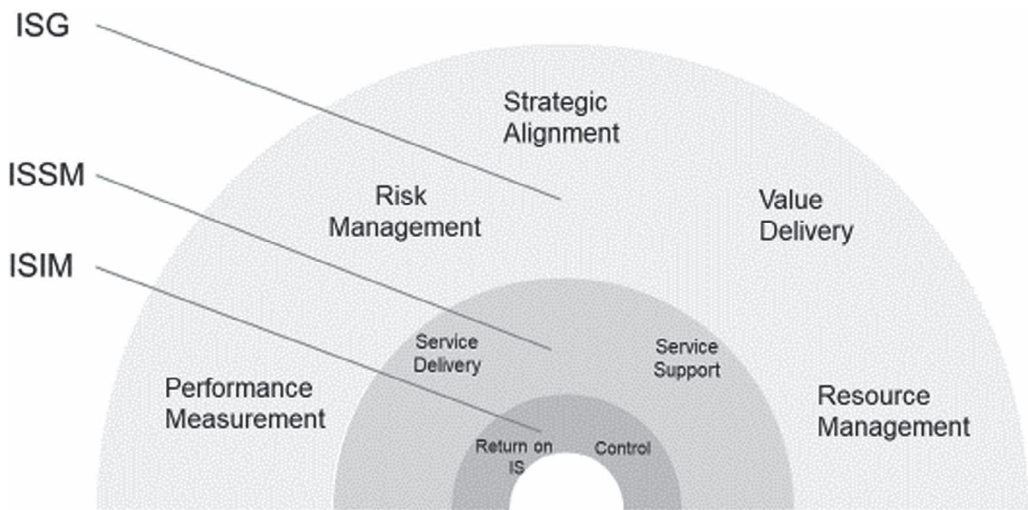 ISG
Strategic
Alignment
ISSM
Risk
Management
Value
Delivery
ISIM
Service
Delivery
Service
Support
Performance
Measurement
Resource
Management
Return on
IS
Control